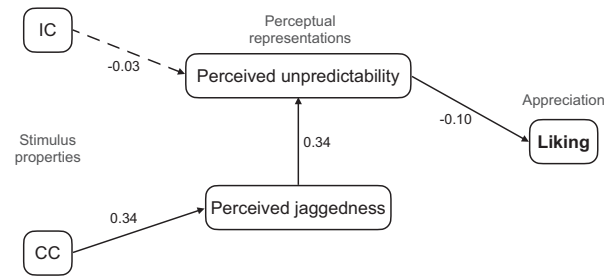 IC
Perceptual
representations
-0.03
Perceived unpredictability
Appreciation
-0.10
Liking
Stimulus
properties
0.34
Perceived jaggedness
0.34
CC